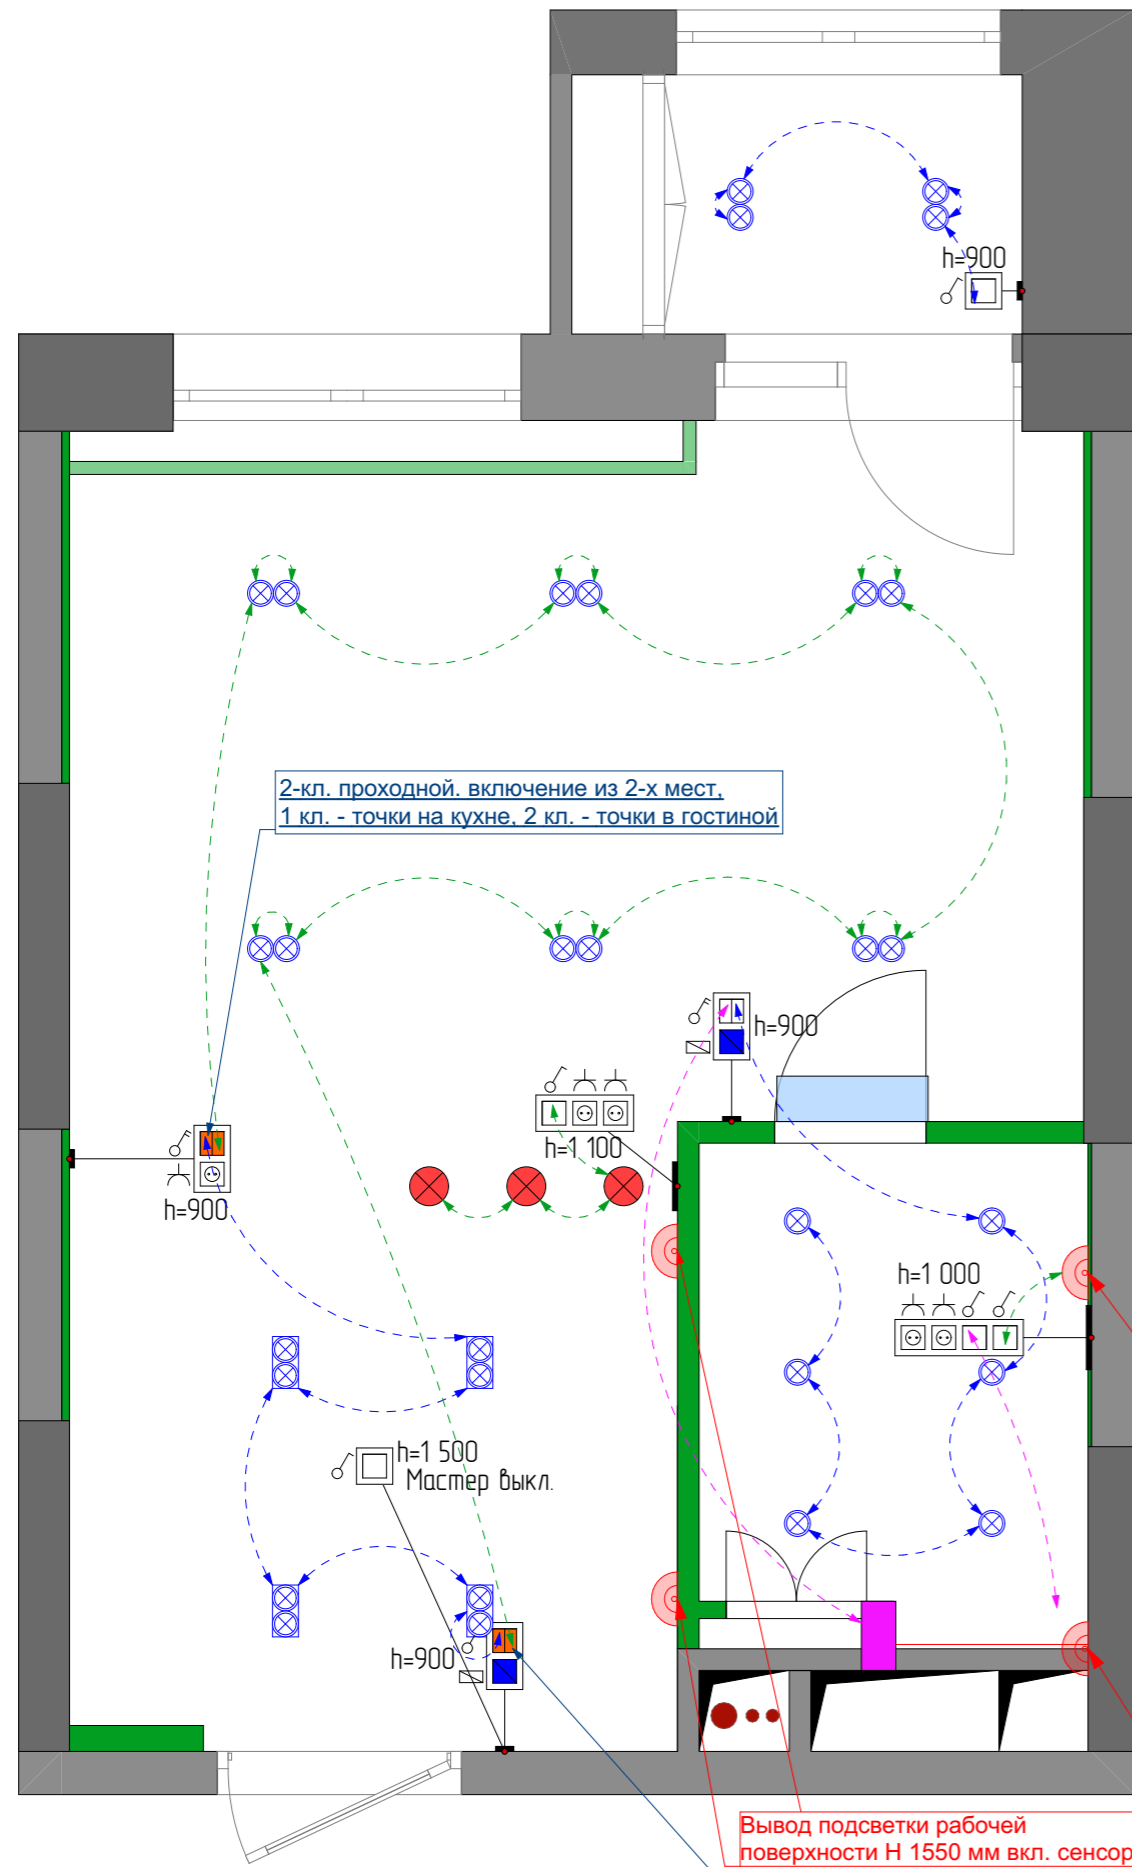 h=900
2-кл. проходной. включение из 2-х мест,
1 кл. - точки на кухне, 2 кл. - точки в гостиной
h=900
h=1 100
h=900
h=1 000
h=1 500
Мастер выкл.
h=900
Вывод подсветки рабочей
поверхности Н 1550 мм вкл. сенсор